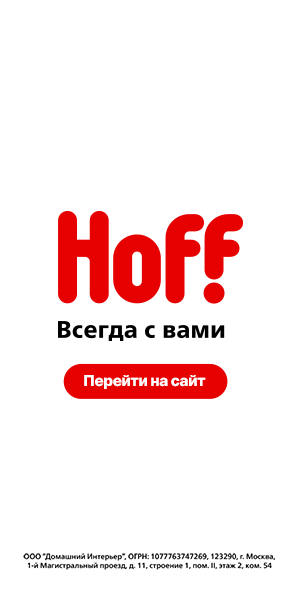 Hoff
Всегда с вами
Перейти на сайт
ООО "Домашний Интерьер", ОГРН: 1077763747269, 123290, г. Москва,
1-й Магистральный проезд, д. 11, строение 1, пом. II, этаж 2, ком. 54